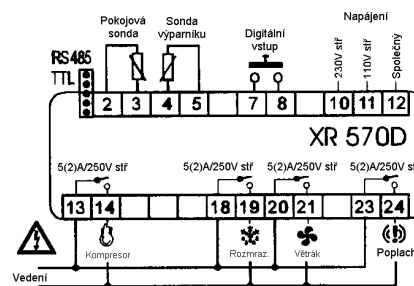 Pokojová sonda
Sonda výparníku
Digitální vstup
Napájení
RS485
TTL
230V stř
110V stř
Společný
2 3 4 5 7 8 10 11 12
XR 570D
5(2)A/250V stř 5(2)A/250V stř 5(2)A/250V stř 5(2)A/250V stř
13 14 18 19 20 21 23 24
Kompresor
Rozmraz.
Větrák
Poplach
Vedení